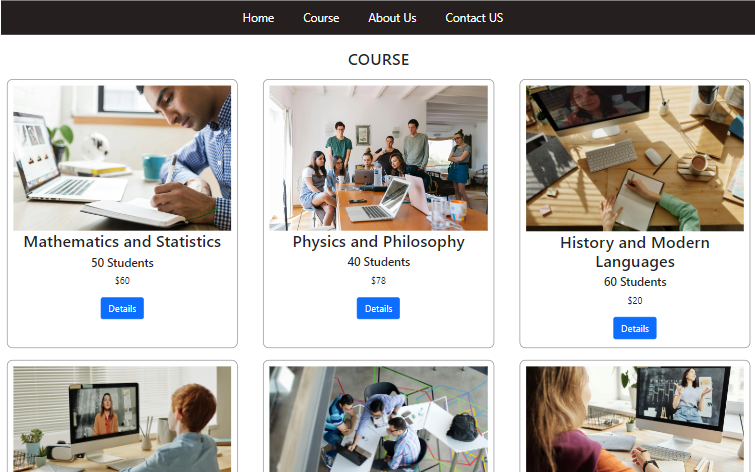 Home Course About Us Contact US
COURSE
Mathematics and Statistics
50 Students
$60
Details
Physics and Philosophy
40 Students
$78
Details
History and Modern
Languages
60 Students
$20
Details